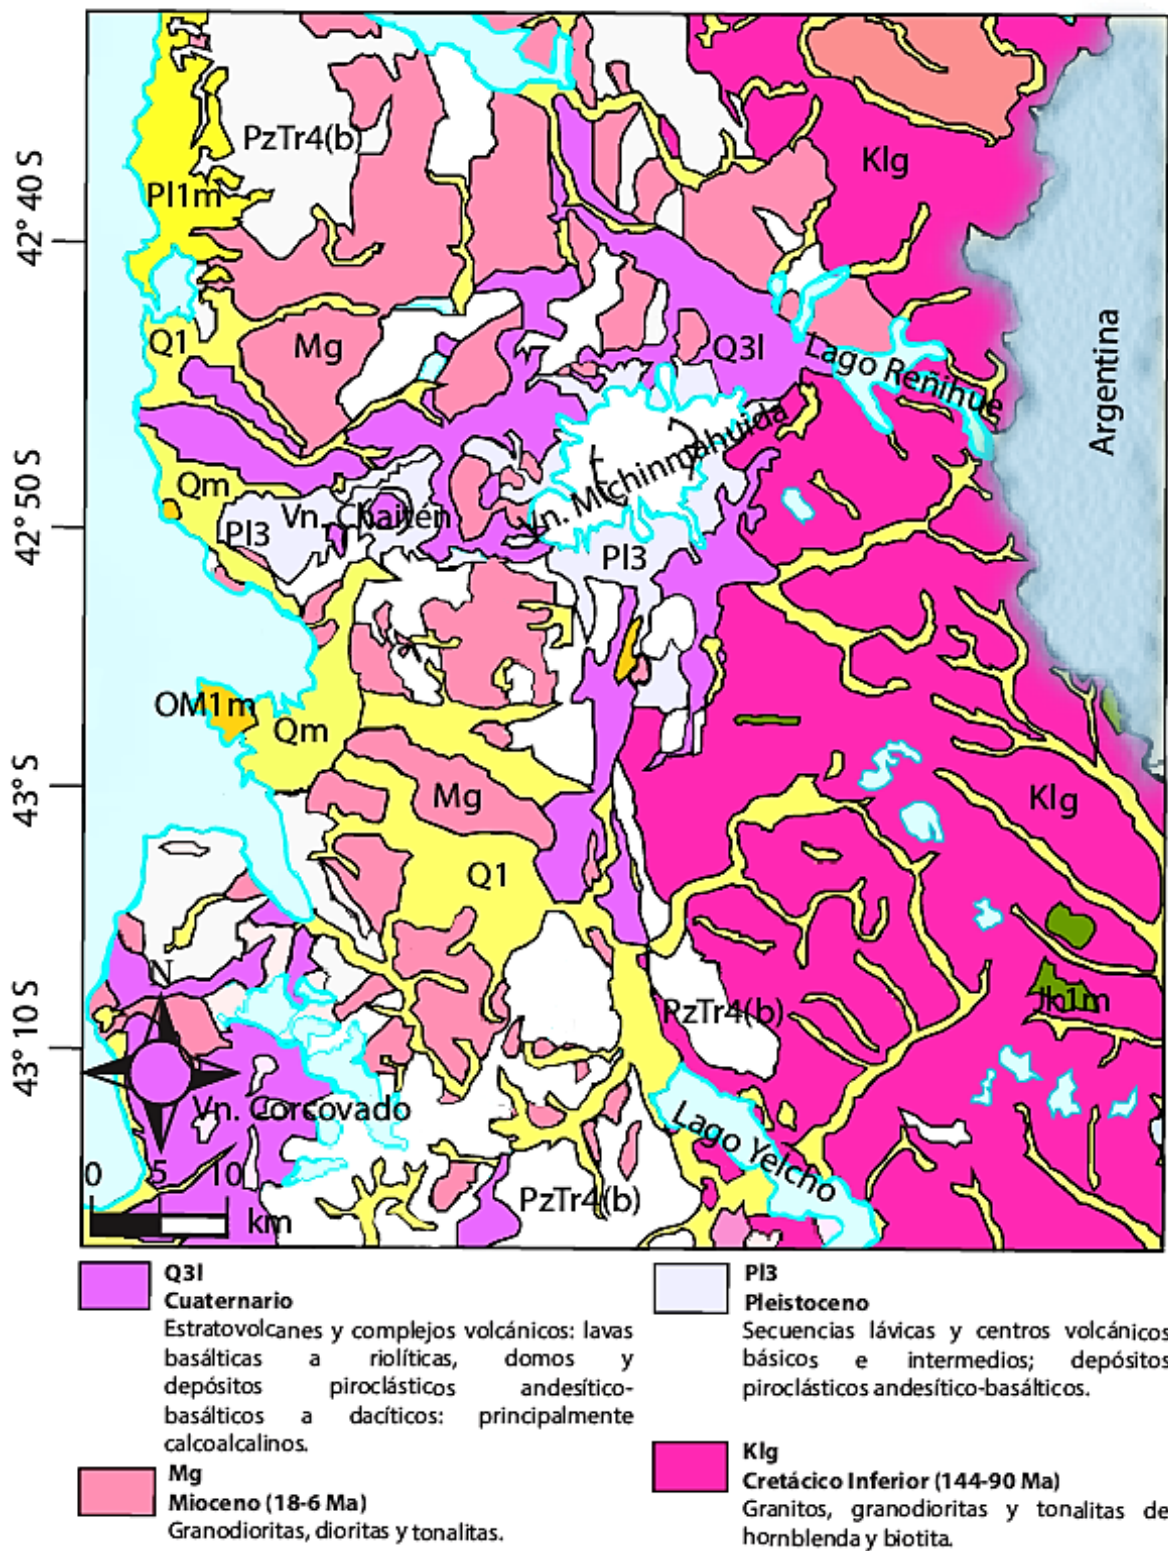 PzTr4(b)
Klg
Pl1m
42° 40 S
Q1
Mg
Q3l
Lago Reñihue
Argentina
Vn. Michinmahuida
42° 50 S
Qm
Pl3
Vn. Chaitén
Pl3
OM1m
Qm
43° S
Mg
Klg
Q1
N
PzTr4(b)
Jk1m
43° 10 S
Vn. Corcovado
Lago Yelcho
0 5 10
km
PzTr4(b)
Q3l
Cuaternario
Estratovolcanes y complejos volcánicos: lavas
basálticas a riolíticas, domos y
depósitos piroclásticos andesítico-
basálticos a dacíticos: principalmente
calcoalcalinos.
Mg
Mioceno (18-6 Ma)
Granodioritas, dioritas y tonalitas.
Pl3
Pleistoceno
Secuencias lávicas y centros volcánicos
básicos e intermedios; depósitos
piroclásticos andesítico-basálticos.
Klg
Cretácico Inferior (144-90 Ma)
Granitos, granodioritas y tonalitas de
hornblenda y biotita.